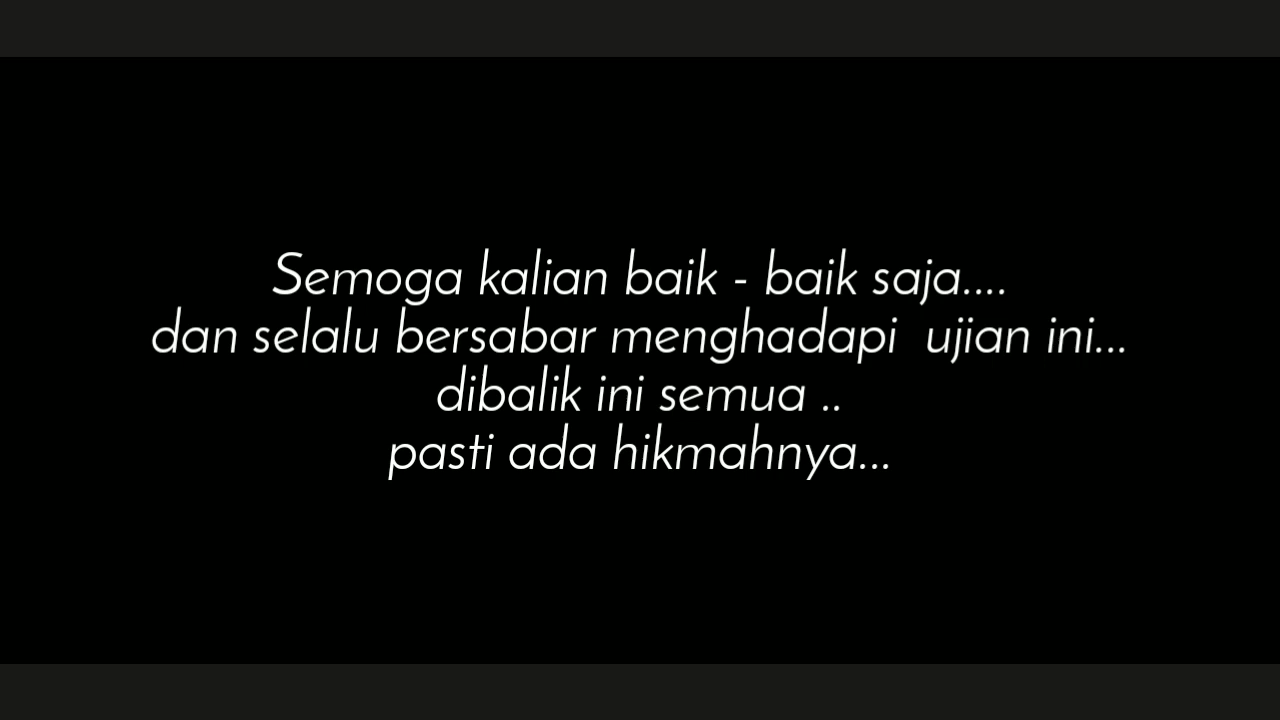 Semoga kalian baik - baik saja....
dan selalu bersabar menghadapi  ujian ini...
dibalik ini semua ..
pasti ada hikmahnya...